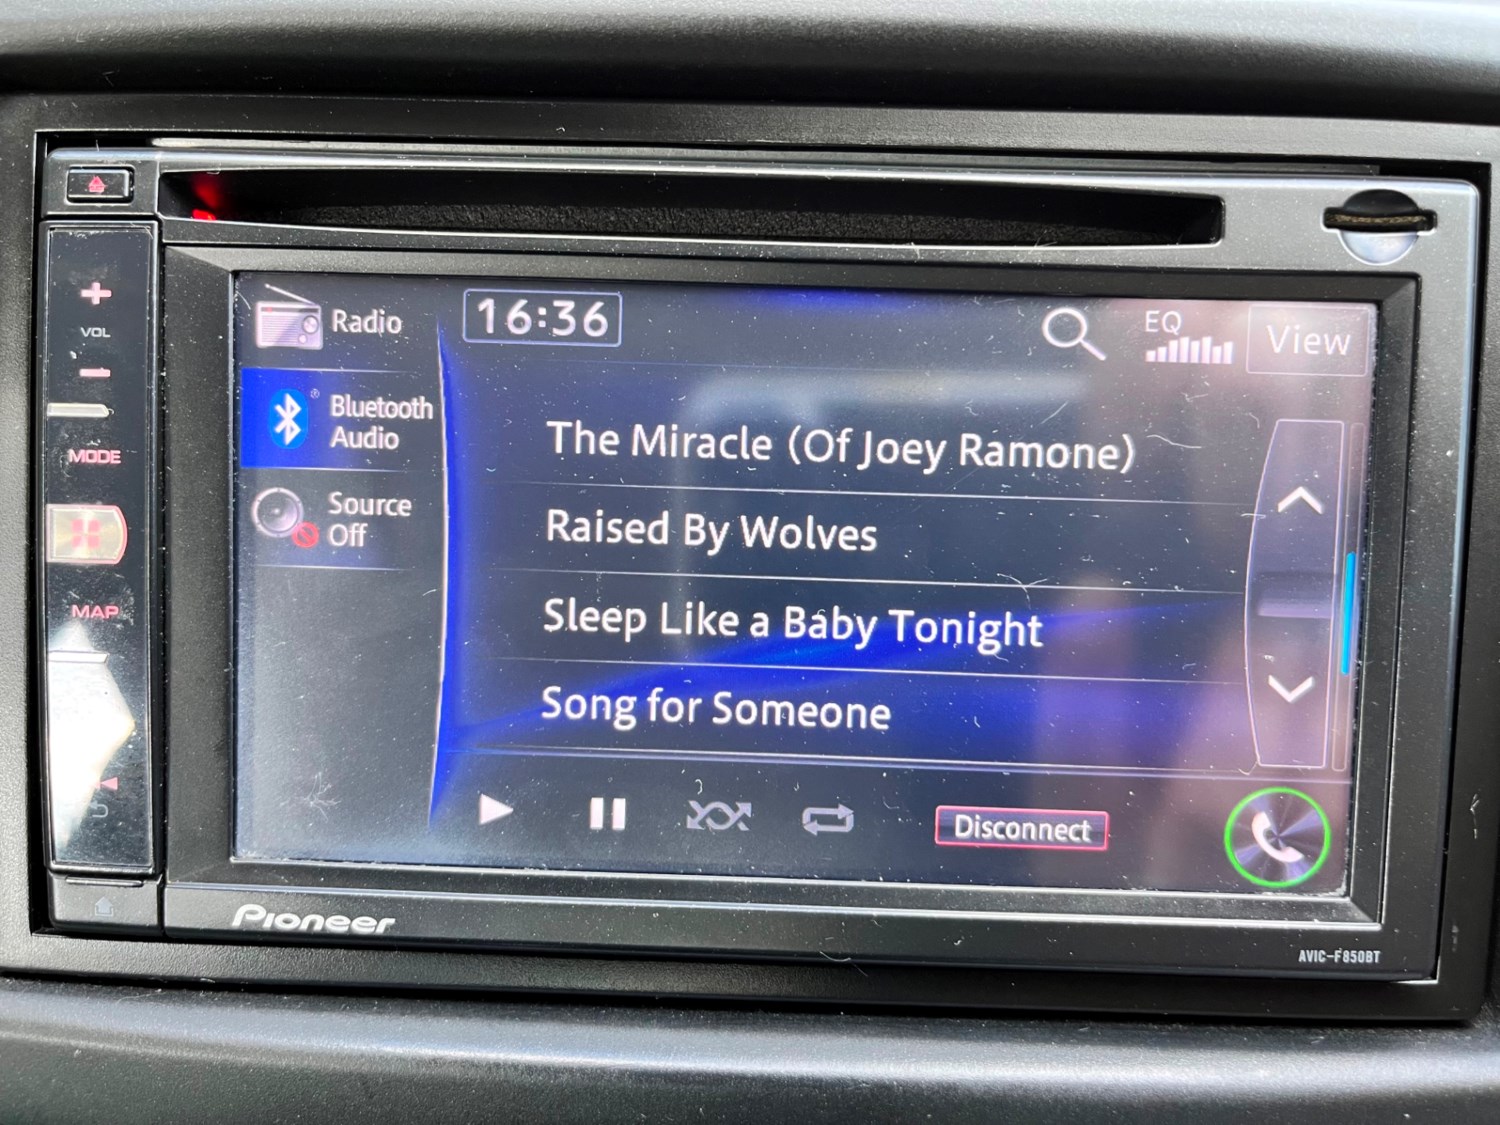 Radio
16:36
EQ
View
VOL
Bluetooth
Audio
The Miracle (Of Joey Ramone)
MODE
Source
Off
Raised By Wolves
MAP
Sleep Like a Baby Tonight
Song for Someone
Disconnect
Pioneer
AVIC-F850BT